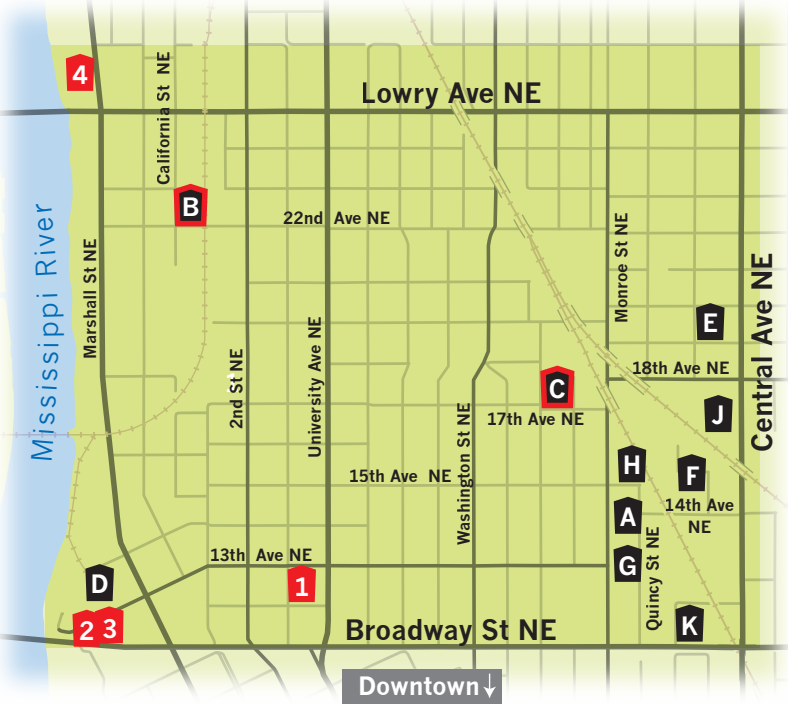 4
California St NE
Lowry Ave NE
B
22nd Ave NE
Mississippi River
Marshall St NE
Monroe St NE
E
Central Ave NE
2nd St NE
University Ave NE
18th Ave NE
C
J
17th Ave NE
Washington St NE
H
15th Ave NE
F
14th Ave
NE
A
13th Ave NE
G
Quincy St NE
D
1
2
3
K
Broadway St NE
Downtown↓